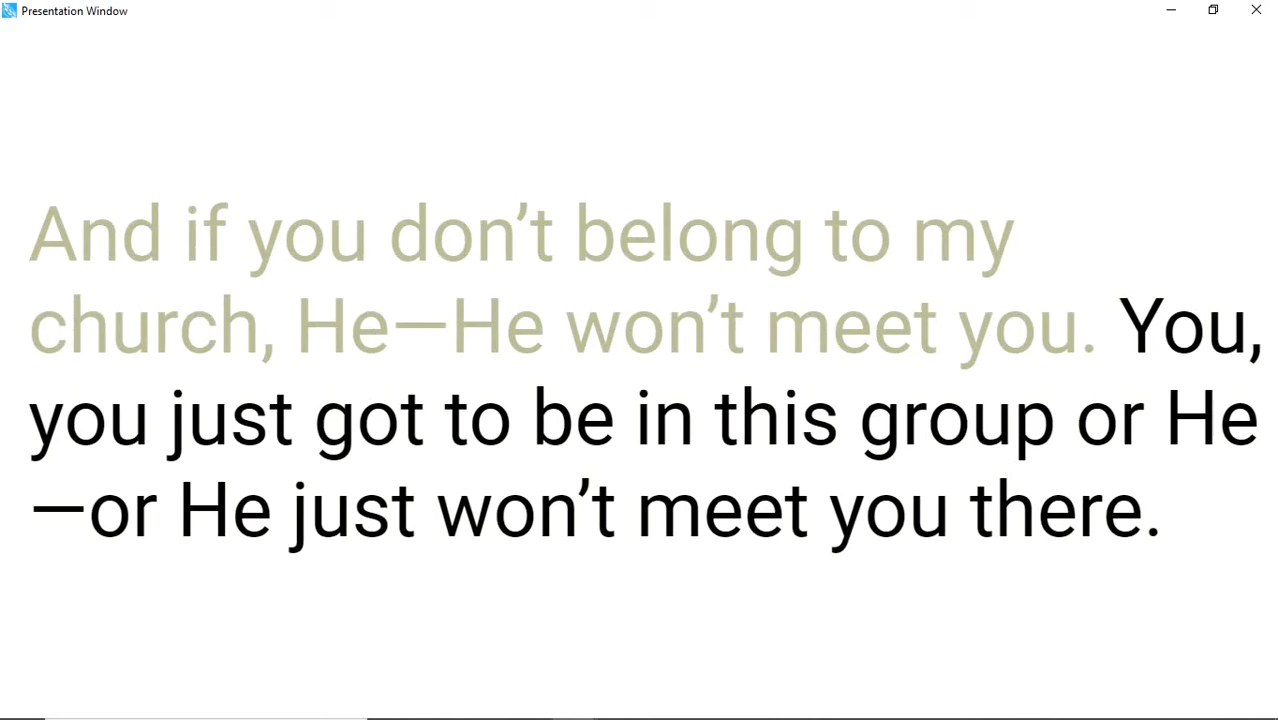 Presentation Window
And if you don’t belong to my
church, He—He won’t meet you. You,
you just got to be in this group or He
—or He just won’t meet you there.